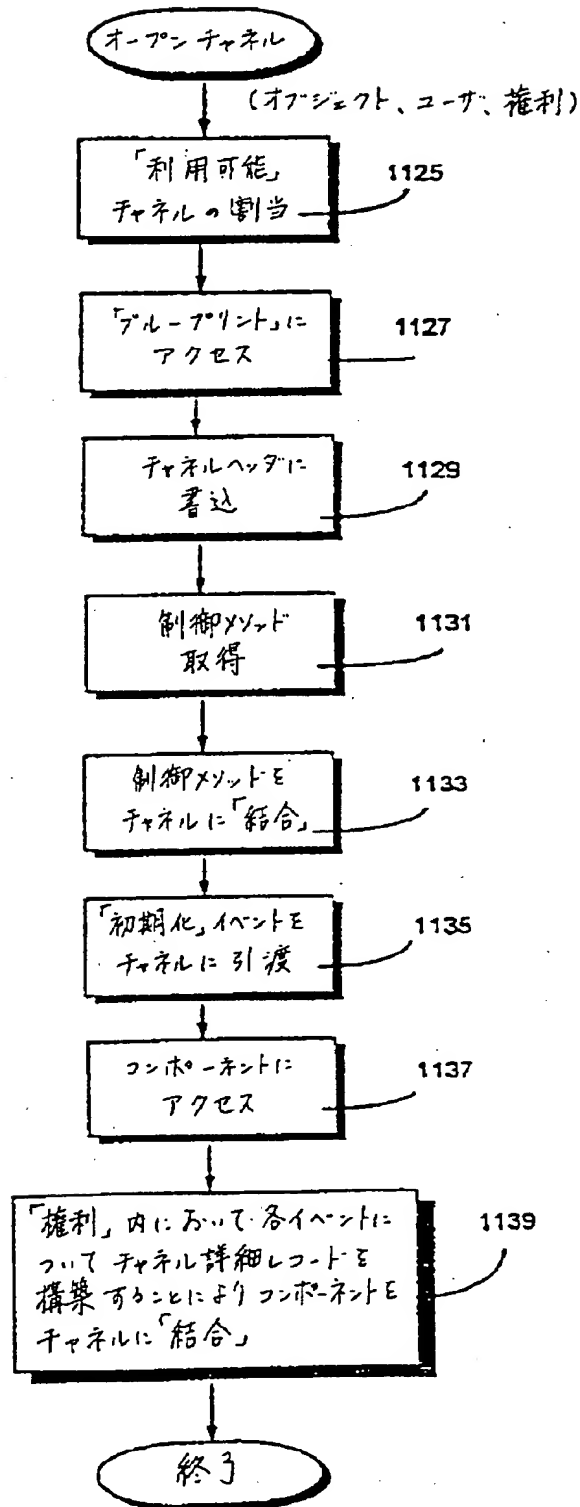 オープンチャネル
(オブジェクト、ユーザ、権利)
「利用可能」
チャネルの割当
1125
「ブループリント」に
アクセス
1127
チャネルヘッダに
書込
1129
制御メソッド
取得
1131
制御メソッドを
チャネルに「結合」
1133
「初期化」イベントを
チャネルに引渡
1135
コンポーネントに
アクセス
1137
「権利」内において各イベントに
ついてチャネル詳細レコードを
構築することによりコンポーネントを
チャネルに「結合」
1139
終了